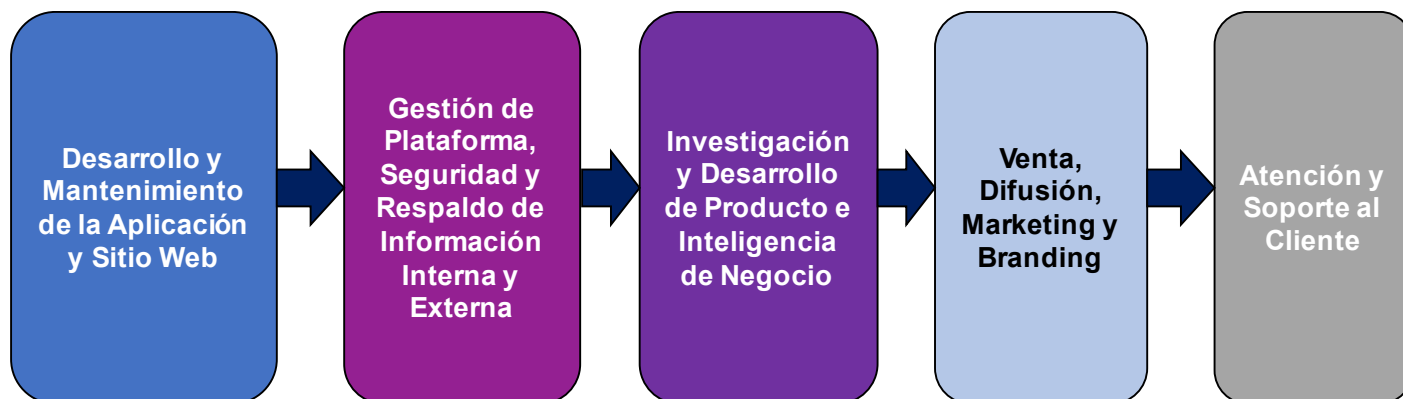 Desarrollo y
Mantenimiento
de la Aplicación
y Sitio Web
Gestión de
Plataforma,
Seguridad y
Respaldo de
Información
Interna y
Externa
Investigación
y Desarrollo
de Producto e
Inteligencia
de Negocio
Venta,
Difusión,
Marketing y
Branding
Atención y
Soporte al
Cliente